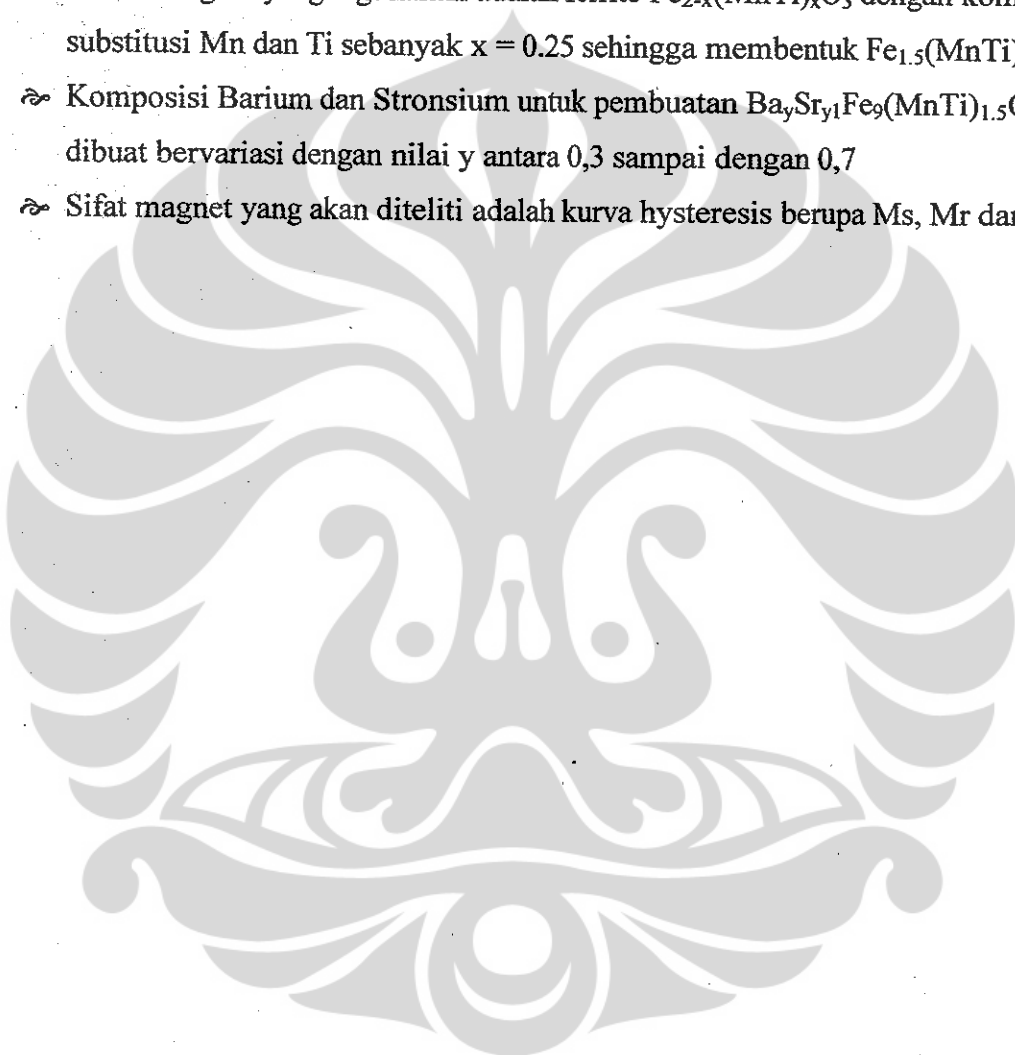 substitusi Mn dan Ti sebanyak x = 0.25 sehingga membentuk Fe₁.₅(MnTi)
Komposisi Barium dan Stronsium untuk pembuatan BaᵧSrᵧ₁Fe₉(MnTi)₁.₅
dibuat bervariasi dengan nilai y antara 0,3 sampai dengan 0,7
Sifat magnet yang akan diteliti adalah kurva hysteresis berupa Ms, Mr dan